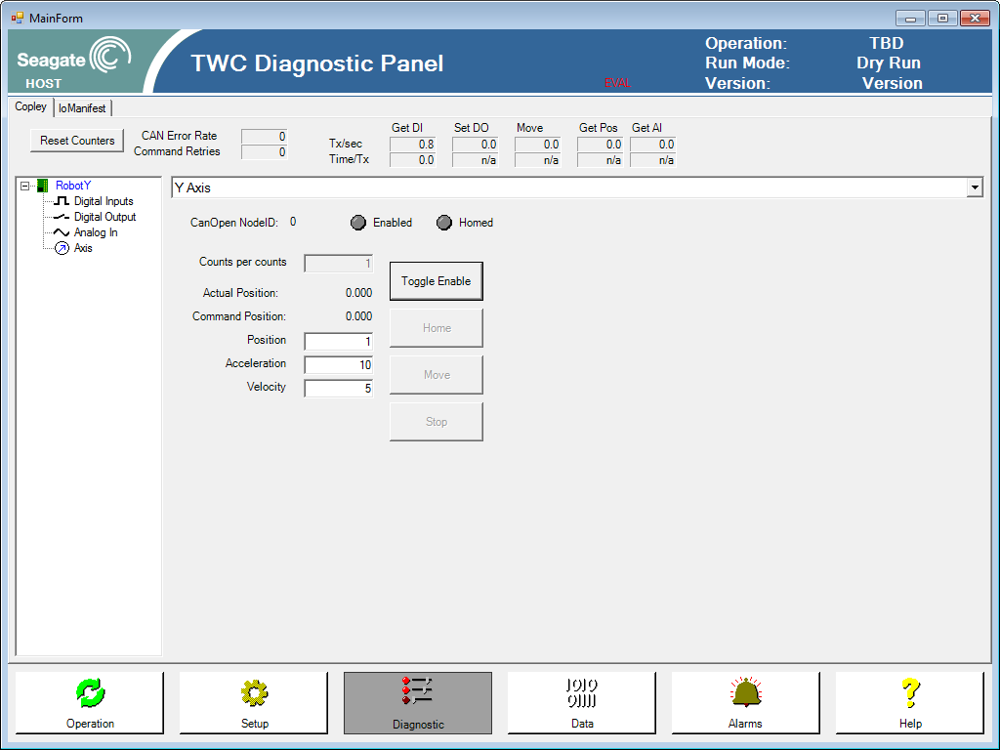 MainForm
Seagate
HOST
TWC Diagnostic Panel
EVAL
Operation: TBD
Run Mode: Dry Run
Version: Version
Copley IoManifest
Reset Counters
CAN Error Rate 0
Command Retries 0
Get DI Set DO Move Get Pos Get AI
Tx/sec 0.8 0.0 0.0 0.0 0.0
Time/Tx 0.0 n/a n/a n/a n/a
RobotY
Digital Inputs
Digital Output
Analog In
Axis
Y Axis
CanOpen NodeID: 0 Enabled Homed
Counts per counts 1
Actual Position: 0.000
Command Position: 0.000
Position 1
Acceleration 10
Velocity 5
Toggle Enable
Home
Move
Stop
Operation
Setup
Diagnostic
Data
Alarms
Help